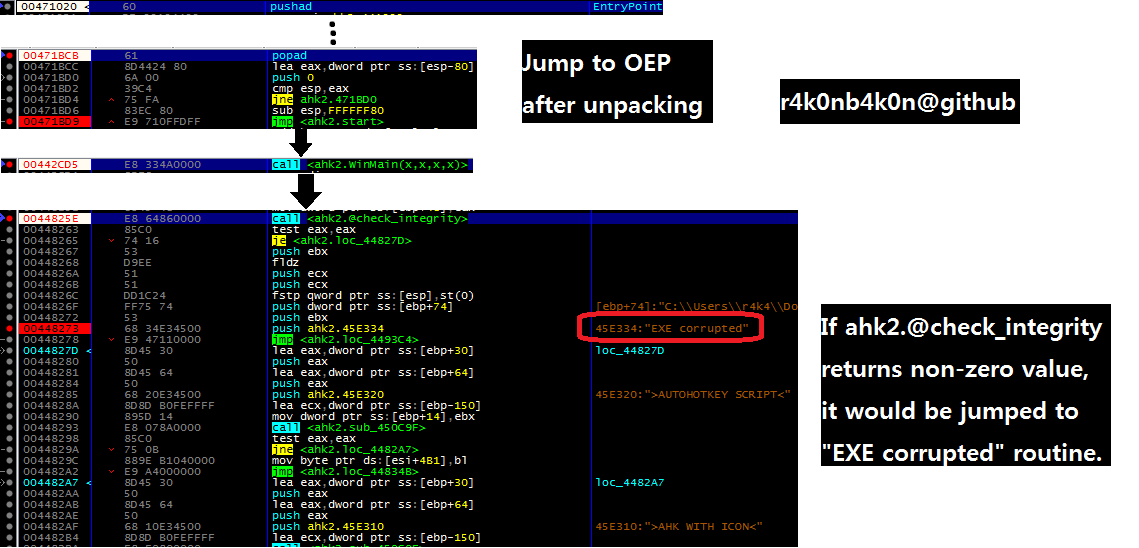 00471020 < 60 pushad EntryPoint
00471BCB 61 popad
00471BCC 8D4424 80 lea eax,dword ptr ss:[esp-80]
00471BD0 6A 00 push 0
00471BD2 39C4 cmp esp,eax
00471BD4 75 FA jne ahk2.471BD0
00471BD6 83EC 80 sub esp,FFFFFF80
00471BD9 E9 710FFDFF jmp <ahk2.start>
Jump to OEP
after unpacking
r4k0nb4k0n@github
00442CD5 E8 334A0000 call <ahk2.WinMain(x,x,x,x)>
0044825E E8 64860000 call <ahk2.@check_integrity>
00448263 85C0 test eax,eax
00448265 74 16 je <ahk2.loc_44827D>
00448267 53 push ebx
00448268 D9EE fldz
0044826A 51 push ecx
0044826B 51 push ecx
0044826C DD1C24 fstp qword ptr ss:[esp],st(0)
0044826F FF75 74 push dword ptr ss:[ebp+74] [ebp+74]:"C:\\Users\\r4k4\\Do
00448272 53 push ebx
00448273 68 34E34500 push ahk2.45E334 45E334:"EXE corrupted"
00448278 E9 47110000 jmp <ahk2.loc_4493C4>
0044827D < 8D45 30 lea eax,dword ptr ss:[ebp+30] loc_44827D
00448280 50 push eax
00448281 8D45 64 lea eax,dword ptr ss:[ebp+64]
00448284 50 push eax
00448285 68 20E34500 push ahk2.45E320 45E320:">AUTOHOTKEY SCRIPT<"
0044828A 8D8D B0FEFFFF lea ecx,dword ptr ss:[ebp-150]
00448290 895D 14 mov dword ptr ss:[ebp+14],ebx
00448293 E8 078A0000 call <ahk2.sub_450C9F>
00448298 85C0 test eax,eax
0044829A 75 0B jne <ahk2.loc_4482A7>
0044829C 889E B1040000 mov byte ptr ds:[esi+4B1],bl
004482A2 E9 A4000000 jmp <ahk2.loc_44834B>
004482A7 < 8D45 30 lea eax,dword ptr ss:[ebp+30] loc_4482A7
004482AA 50 push eax
004482AB 8D45 64 lea eax,dword ptr ss:[ebp+64]
004482AE 50 push eax
004482AF 68 10E34500 push ahk2.45E310 45E310:">AHK WITH ICON<"
004482B4 8D8D B0FEFFFF lea ecx,dword ptr ss:[ebp-150]
If ahk2.@check_integrity
returns non-zero value,
it would be jumped to
"EXE corrupted" routine.